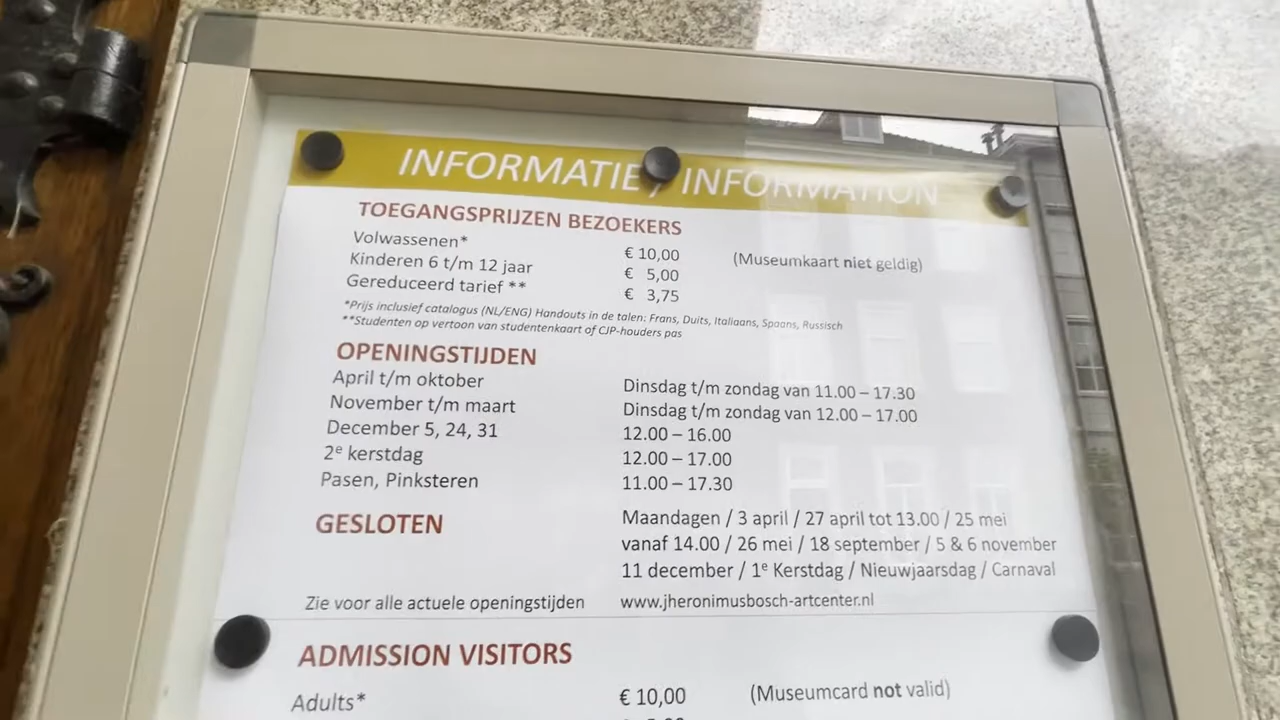 INFORMATIE / INFORMATION
TOEGANGSPRIJZEN BEZOEKERS
Volwassenen* € 10,00 (Museumkaart niet geldig)
Kinderen 6 t/m 12 jaar € 5,00
Gereduceerd tarief ** € 3,75
*Prijs inclusief catalogus (NL/ENG) Handouts in de talen: Frans, Duits, Italiaans, Spaans, Russisch
**Studenten op vertoon van studentenkaart of CJP-houders pas
OPENINGSTIJDEN
April t/m oktober Dinsdag t/m zondag van 11.00 – 17.30
November t/m maart Dinsdag t/m zondag van 12.00 – 17.00
December 5, 24, 31 12.00 – 16.00
2e kerstdag 12.00 – 17.00
Pasen, Pinksteren 11.00 – 17.30
GESLOTEN Maandagen / 3 april / 27 april tot 13.00 / 25 mei
vanaf 14.00 / 26 mei / 18 september / 5 & 6 november
11 december / 1e Kerstdag / Nieuwjaarsdag / Carnaval
Zie voor alle actuele openingstijden www.jheronimusbosch-artcenter.nl
ADMISSION VISITORS
Adults* € 10,00 (Museumcard not valid)